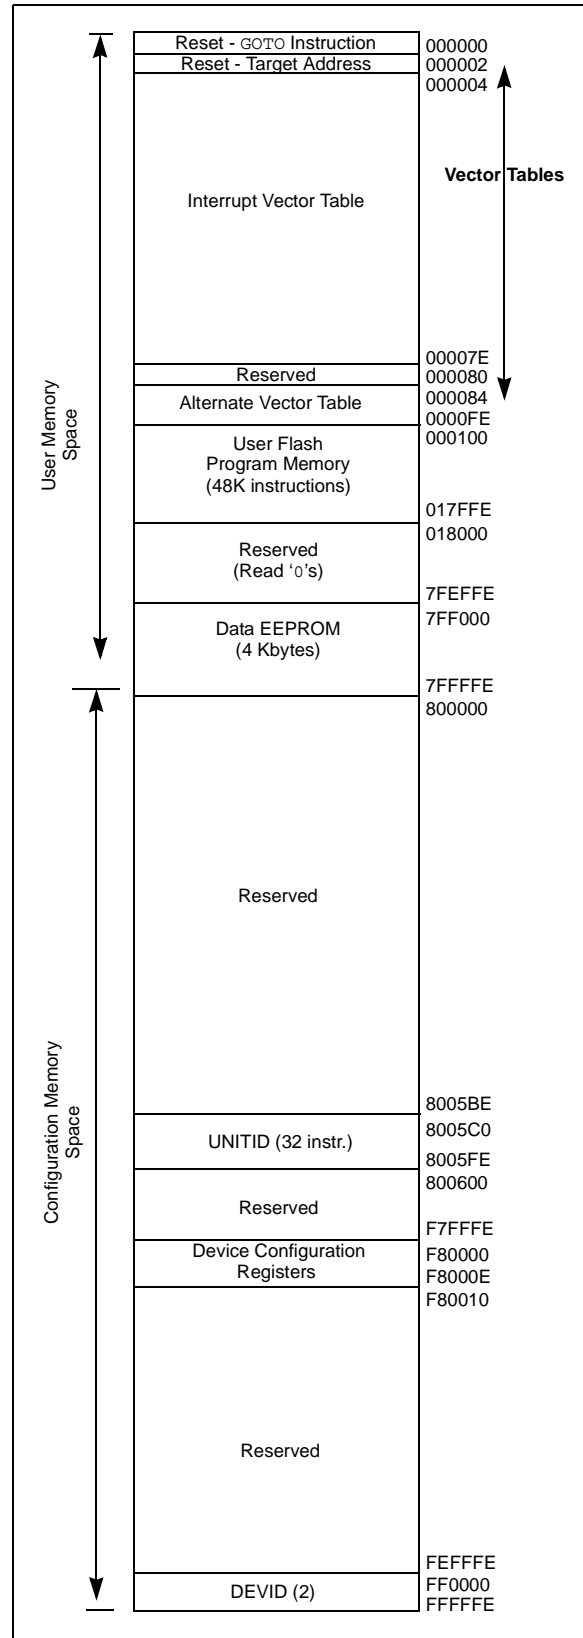 Reset - GOTO Instruction
000000
Reset - Target Address
000002
000004
Vector Tables
Interrupt Vector Table
00007E
Reserved
000080
Alternate Vector Table
000084
0000FE
User Flash
Program Memory
(48K instructions)
000100
017FFE
Reserved
(Read ‘0’s)
018000
7FEFFE
Data EEPROM
(4 Kbytes)
7FF000
7FFFFE
User Memory
Space
800000
Reserved
8005BE
UNITID (32 instr.)
8005C0
8005FE
800600
Reserved
F7FFFE
Device Configuration
Registers
F80000
F8000E
F80010
Reserved
FEFFFE
DEVID (2)
FF0000
FFFFFE
Configuration Memory
Space